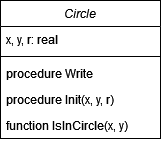 Circle
x, y, r: real
procedure Write
procedure Init(x, y, r)
function IsInCircle(x, y)